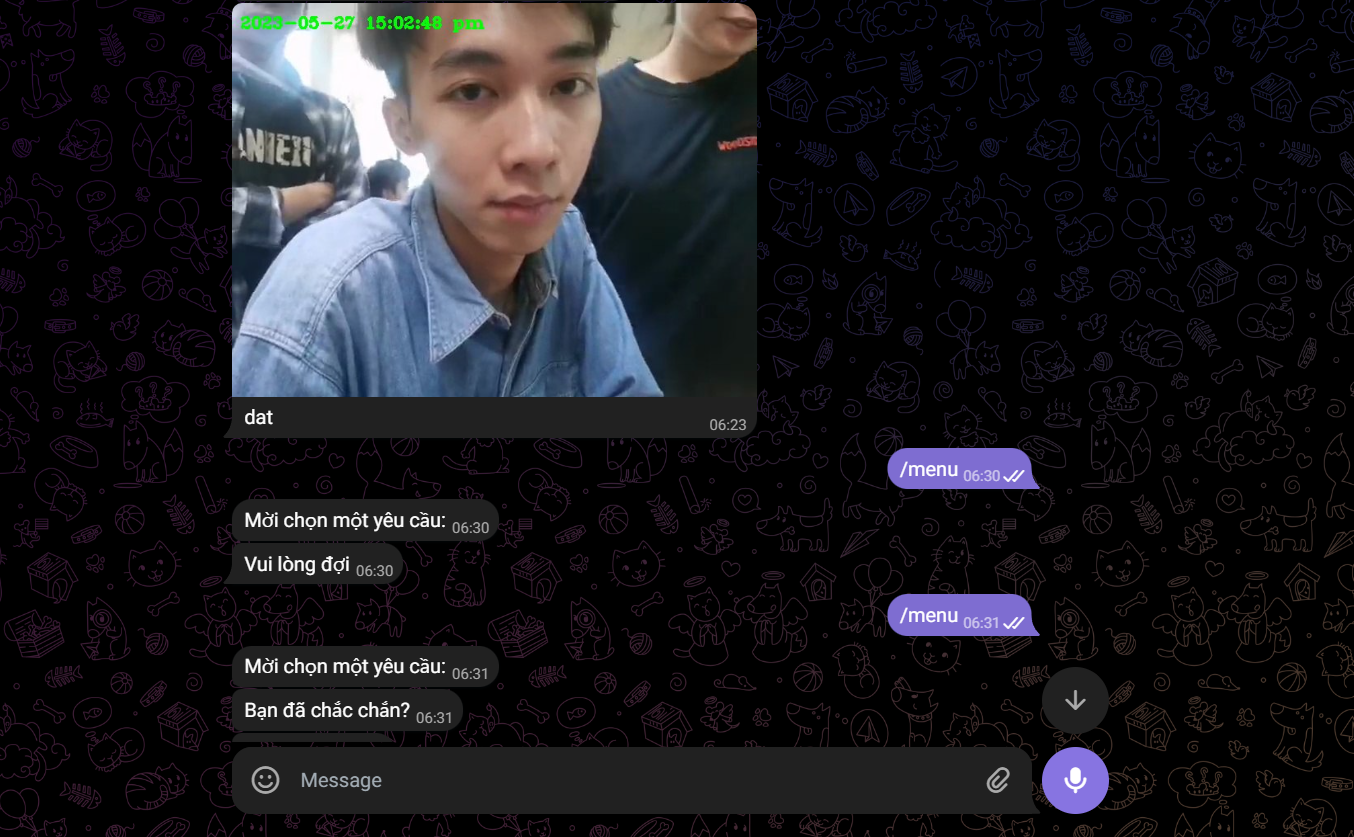 2023-05-27 15:02:48 pm
dat
06:23
/menu 06:30
Mời chọn một yêu cầu: 06:30
Vui lòng đợi 06:30
/menu 06:31
Mời chọn một yêu cầu: 06:31
Bạn đã chắc chắn? 06:31
Message